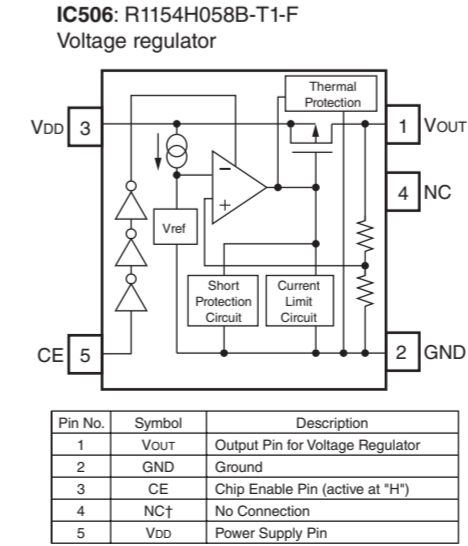 IC506: R1154H058B-T1-F
Voltage regulator
Thermal
Protection
VDD 3
1 VOUT
−
4 NC
+
Vref
Short
Protection
Circuit
Current
Limit
Circuit
CE 5
2 GND
Pin No. Symbol Description
1 VOUT Output Pin for Voltage Regulator
2 GND Ground
3 CE Chip Enable Pin (active at "H")
4 NC† No Connection
5 VDD Power Supply Pin